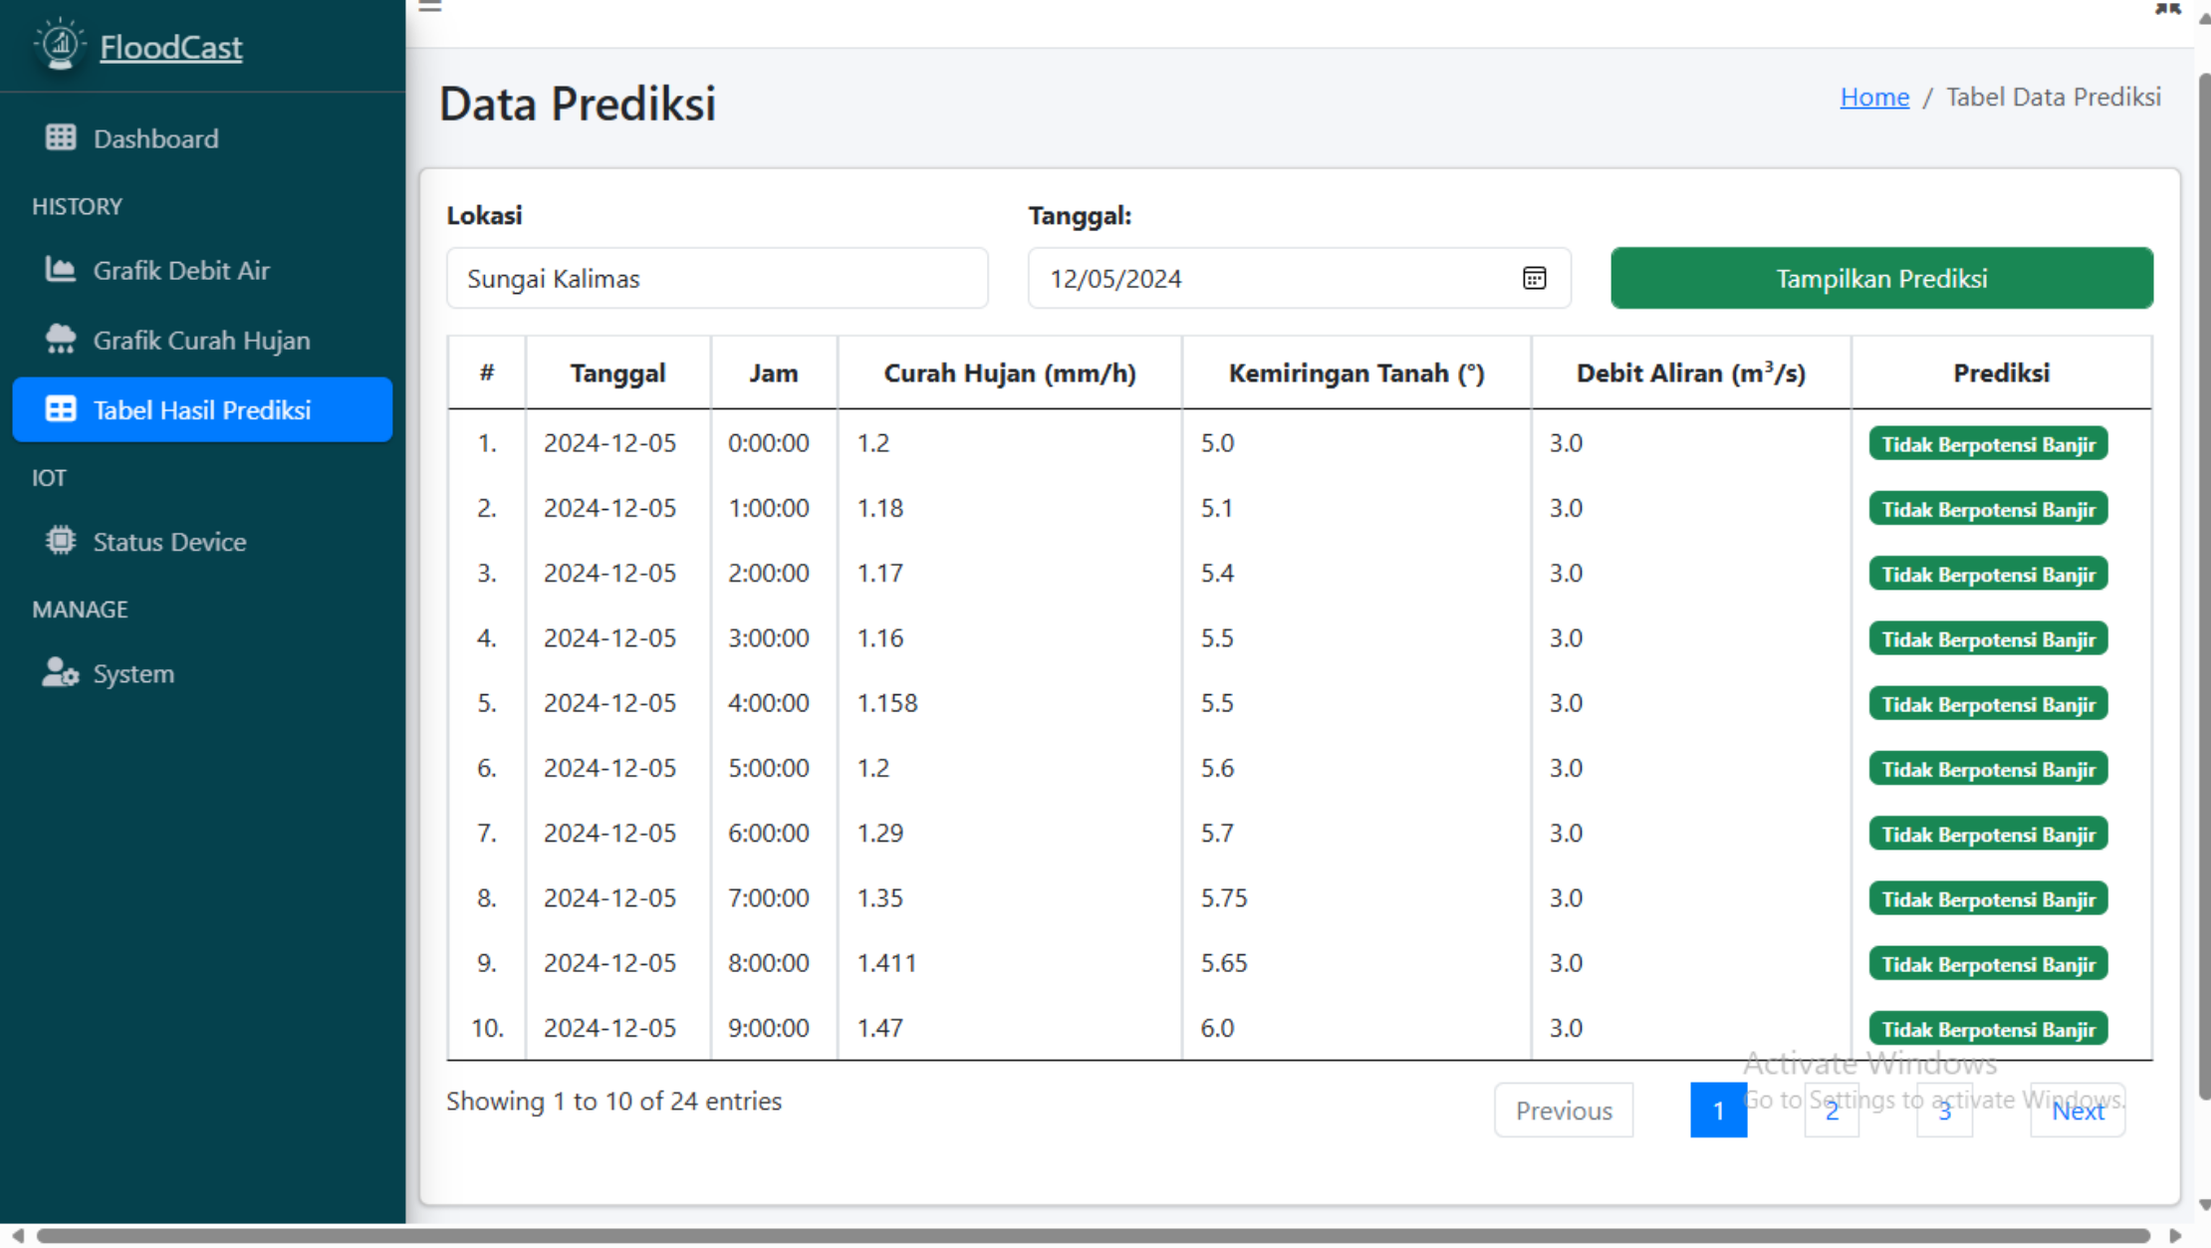 FloodCast
Dashboard
HISTORY
Grafik Debit Air
Grafik Curah Hujan
Tabel Hasil Prediksi
IOT
Status Device
MANAGE
System
Data Prediksi
Home / Tabel Data Prediksi
Lokasi
Tanggal:
Sungai Kalimas
12/05/2024
Tampilkan Prediksi
# Tanggal Jam Curah Hujan (mm/h) Kemiringan Tanah (°) Debit Aliran (m³/s) Prediksi
1. 2024-12-05 0:00:00 1.2 5.0 3.0 Tidak Berpotensi Banjir
2. 2024-12-05 1:00:00 1.18 5.1 3.0 Tidak Berpotensi Banjir
3. 2024-12-05 2:00:00 1.17 5.4 3.0 Tidak Berpotensi Banjir
4. 2024-12-05 3:00:00 1.16 5.5 3.0 Tidak Berpotensi Banjir
5. 2024-12-05 4:00:00 1.158 5.5 3.0 Tidak Berpotensi Banjir
6. 2024-12-05 5:00:00 1.2 5.6 3.0 Tidak Berpotensi Banjir
7. 2024-12-05 6:00:00 1.29 5.7 3.0 Tidak Berpotensi Banjir
8. 2024-12-05 7:00:00 1.35 5.75 3.0 Tidak Berpotensi Banjir
9. 2024-12-05 8:00:00 1.411 5.65 3.0 Tidak Berpotensi Banjir
10. 2024-12-05 9:00:00 1.47 6.0 3.0 Tidak Berpotensi Banjir
Showing 1 to 10 of 24 entries
Previous 1 2 3 Next
Activate Windows
Go to Settings to activate Windows.